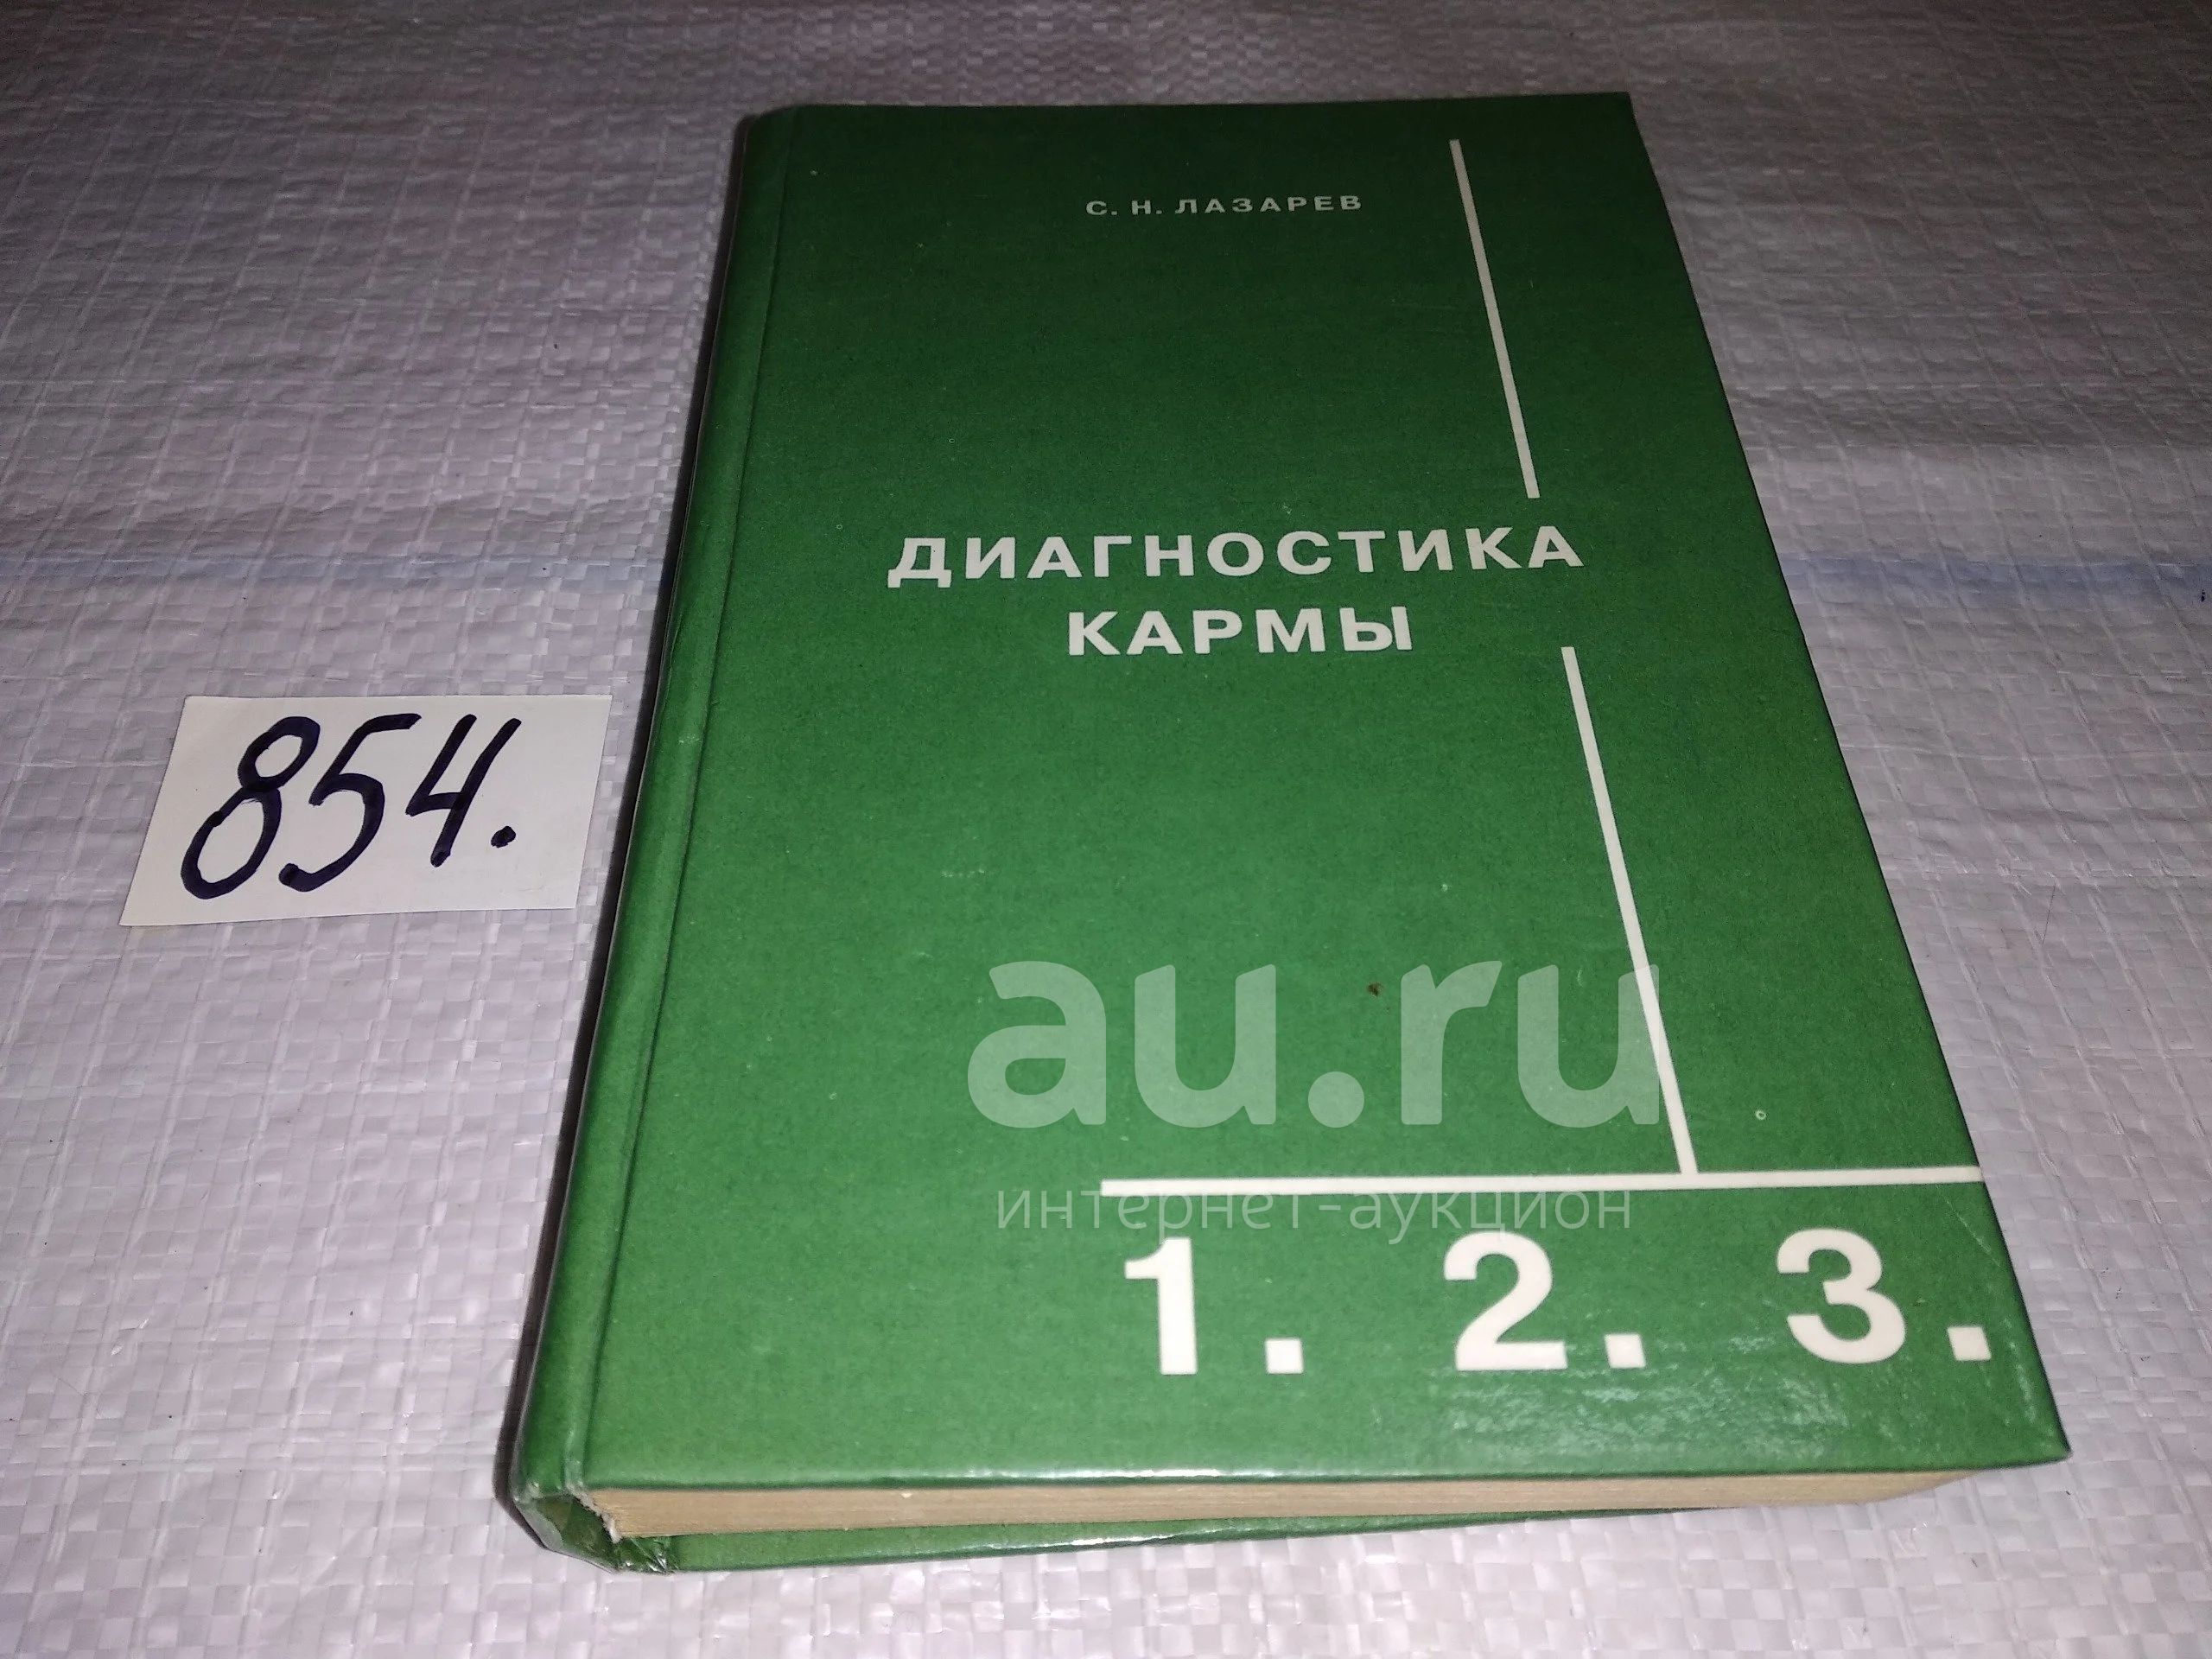 С. Н. ЛАЗАРЕВ
ДИАГНОСТИКА
КАРМЫ
854.
au.ru
интернет-аукцион
1. 2. 3.